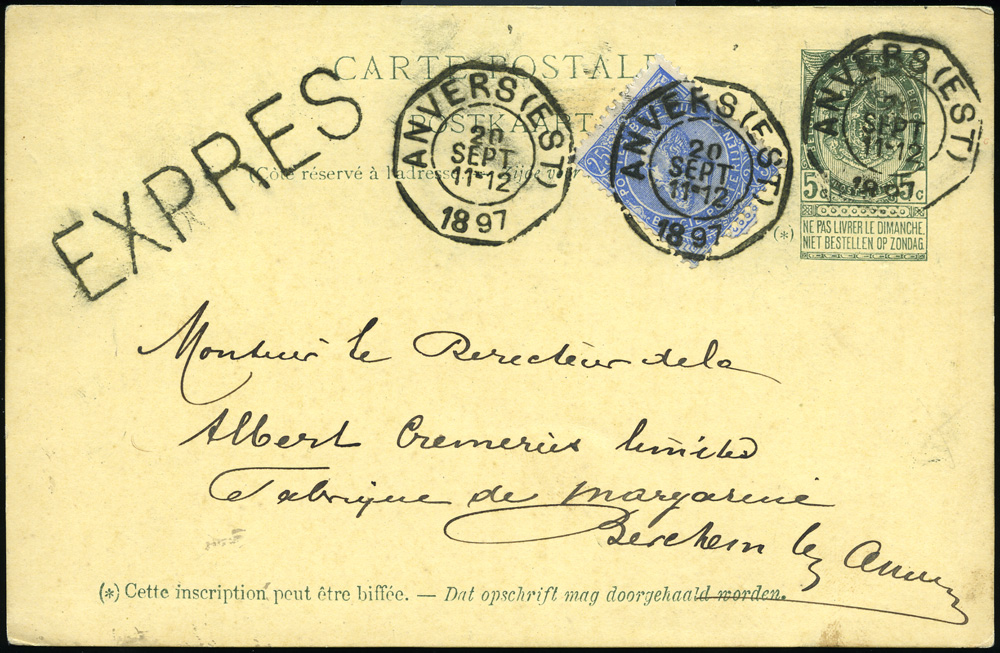 CARTE POSTALE
POSTKAART
(Côté réservé à l'adresse.
EXPRES
ANVERS (EST)
20
SEPT
11-12
1897
ANVERS (EST)
20
SEPT
11-12
1897
25
ANVERS (EST)
SEPT
11-12
1897
5c 5c
(*)
NE PAS LIVRER LE DIMANCHE.
NIET BESTELLEN OP ZONDAG.
Monsieur le Directeur de la
Albert Cremeries limited
Fabrique de margarine
Berchem lez Anvers
(*) Cette inscription peut être biffée. — Dat opschrift mag doorgehaald worden.